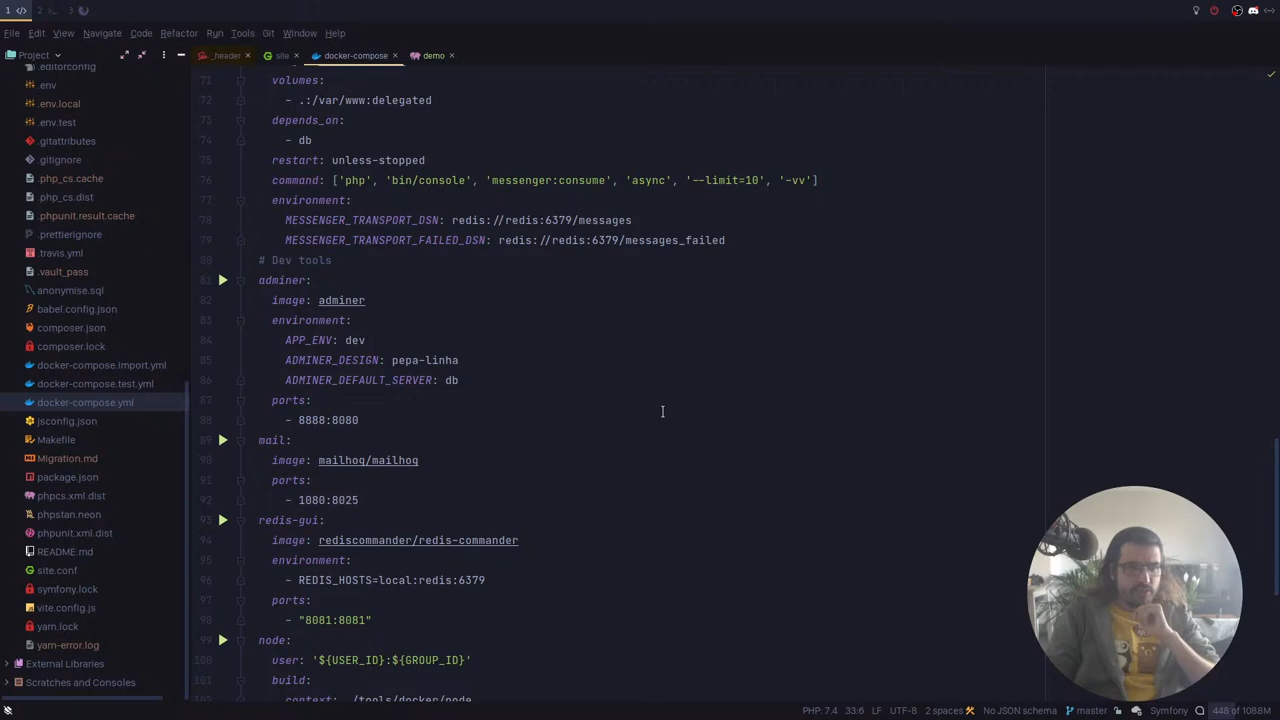 1 </>
2 >_
3
File Edit View Navigate Code Refactor Tools Git Window Help
Project
_header
site
docker-compose
demo
.editorconfig
.env
.env.local
.env.test
.gitattributes
.gitignore
.php_cs.cache
.php_cs.dist
.phpunit.result.cache
.prettierignore
.travis.yml
.vault_pass
anonymise.sql
babel.config.json
composer.json
composer.lock
docker-compose.import.yml
docker-compose.test.yml
docker-compose.yml
jsconfig.json
Makefile
Migration.md
package.json
phpcs.xml.dist
phpstan.neon
phpunit.xml.dist
README.md
site.conf
symfony.lock
vite.config.js
yarn.lock
yarn-error.log
External Libraries
Scratches and Consoles
71 volumes:
72 - .:/var/www:delegated
73 depends_on:
74 - db
75 restart: unless-stopped
76 command: ['php', 'bin/console', 'messenger:consume', 'async', '--limit=10', '-vv']
77 environment:
78 MESSENGER_TRANSPORT_DSN: redis://redis:6379/messages
79 MESSENGER_TRANSPORT_FAILED_DSN: redis://redis:6379/messages_failed
80 # Dev tools
81 adminer:
82 image: adminer
83 environment:
84 APP_ENV: dev
85 ADMINER_DESIGN: pepa-linha
86 ADMINER_DEFAULT_SERVER: db
87 ports:
88 - 8888:8080
89 mail:
90 image: mailhog/mailhog
91 ports:
92 - 1080:8025
93 redis-gui:
94 image: rediscommander/redis-commander
95 environment:
96 - REDIS_HOSTS=local:redis:6379
97 ports:
98 - "8081:8081"
99 node:
100 user: '${USER_ID}:${GROUP_ID}'
101 build:
102 context: ./tools/docker/node
PHP: 7.4 33:6 LF UTF-8 2 spaces No JSON schema master Symfony 448 of 1088M